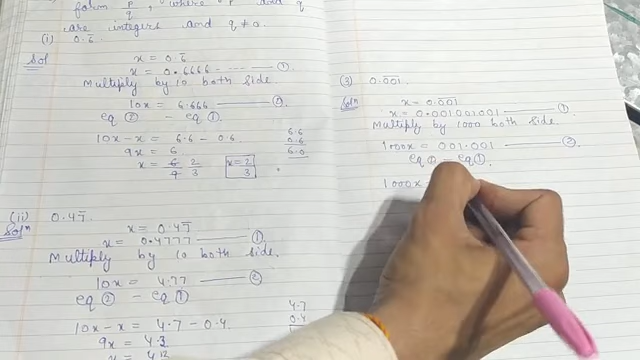 form p/q, where p and q
are integers and q ≠ 0.
(i) 0.6̅
Sol
x = 0.6̅
x = 0.6666 ----- ①
Multiply by 10 both side
10x = 6.666 —— ②
eq ② - eq ①
10x - x = 6.6 - 0.6
9x = 6
x = 6/9 2/3 x = 2/3
6.6
0.6
6.0
(ii) 0.47̅
Soln
x = 0.47̅
x = 0.4777 —— ①
Multiply by 10 both side.
10x = 4.77 —— ②
eq ② - eq ①
10x - x = 4.7 - 0.4
9x = 4.3
4.7
0.4
(3) 0.0̅0̅1̅
Soln
x = 0.0̅0̅1̅
x = 0.001001001 —— ①
Multiply by 1000 both side.
1000x = 001.001 —— ②
eq ② - eq ①
1000x